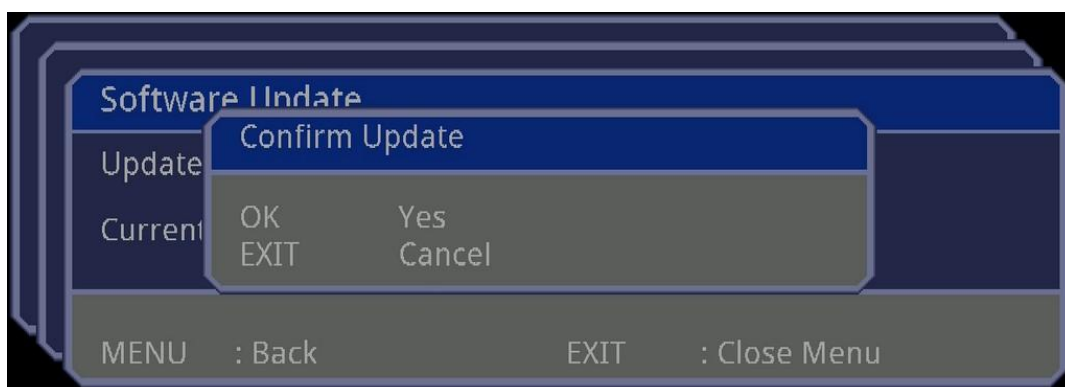 Software Update
Confirm Update
Update
OK Yes
Current
EXIT Cancel
MENU : Back EXIT : Close Menu